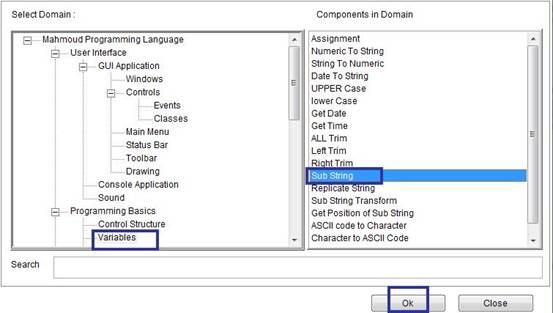 Select Domain :
Mahmoud Programming Language
User Interface
GUI Application
Windows
Controls
Events
Classes
Main Menu
Status Bar
Toolbar
Drawing
Console Application
Sound
Programming Basics
Control Structure
Variables
Components in Domain
Assignment
Numeric To String
String To Numeric
Date To String
UPPER Case
lower Case
Get Date
Get Time
ALL Trim
Left Trim
Right Trim
Sub String
Replicate String
Sub String Transform
Get Position of Sub String
ASCII code to Character
Character to ASCII Code
Search
Ok
Close